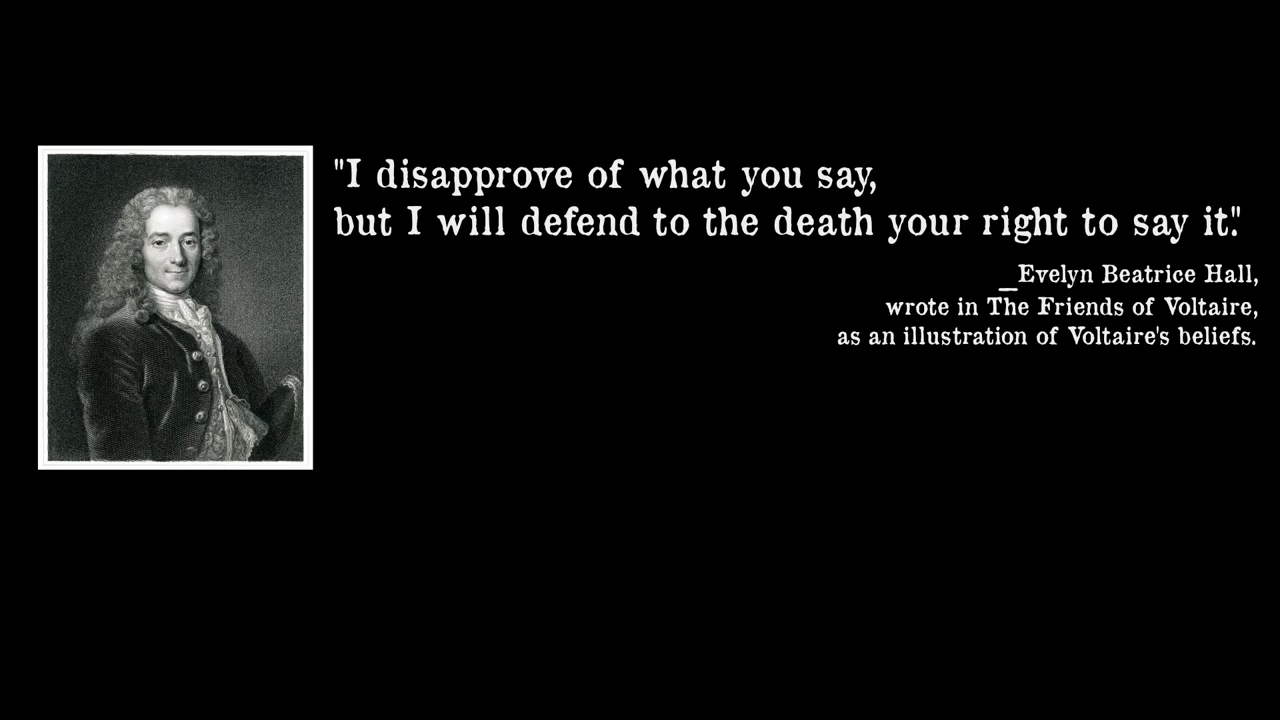 "I disapprove of what you say,
but I will defend to the death your right to say it."
_Evelyn Beatrice Hall,
wrote in The Friends of Voltaire,
as an illustration of Voltaire's beliefs.